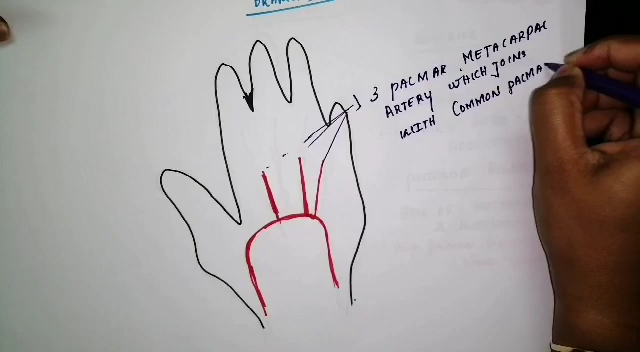 3 PALMAR METACARPAL
ARTERY WHICH JOINS
WITH COMMON PALMA